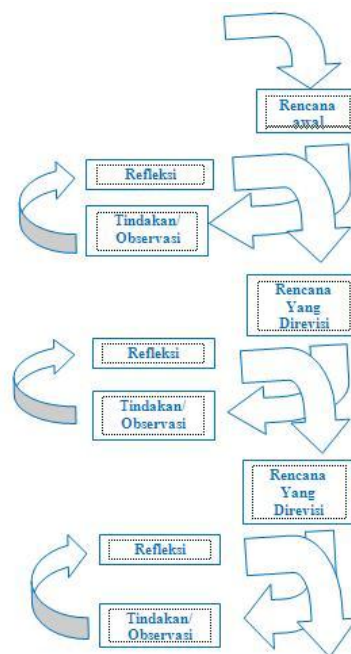 Rencana
awal
Refleksi
Tindakan/
Observasi
Rencana
Yang
Direvisi
Refleksi
Tindakan/
Observasi
Rencana
Yang
Direvisi
Refleksi
Tindakan/
Observasi